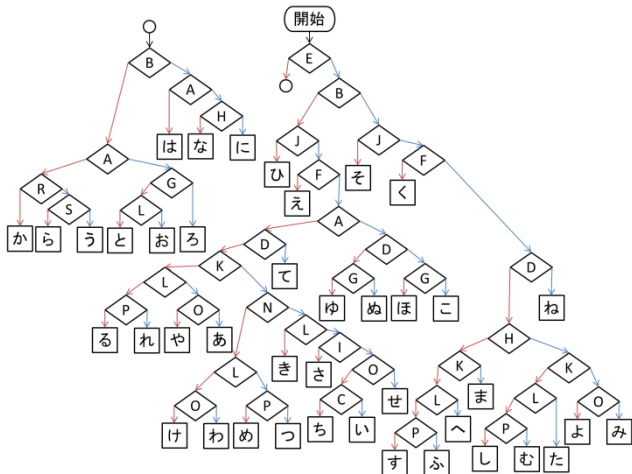 開始
E
B
B
A
J
J
H
F
F
は な に
ひ
え
そ
く
A
R
G
S
L
か ら う と お ろ
A
D
D
D
K
て
G
G
L
N
ゆ ぬ ほ こ
ね
P
O
L
H
る れ や あ
I
K
K
L
き
さ
O
ま
せ
O
P
C
L
L
O
け わ め つ
ち い
へ
P
P
よ み
す ふ
し む た